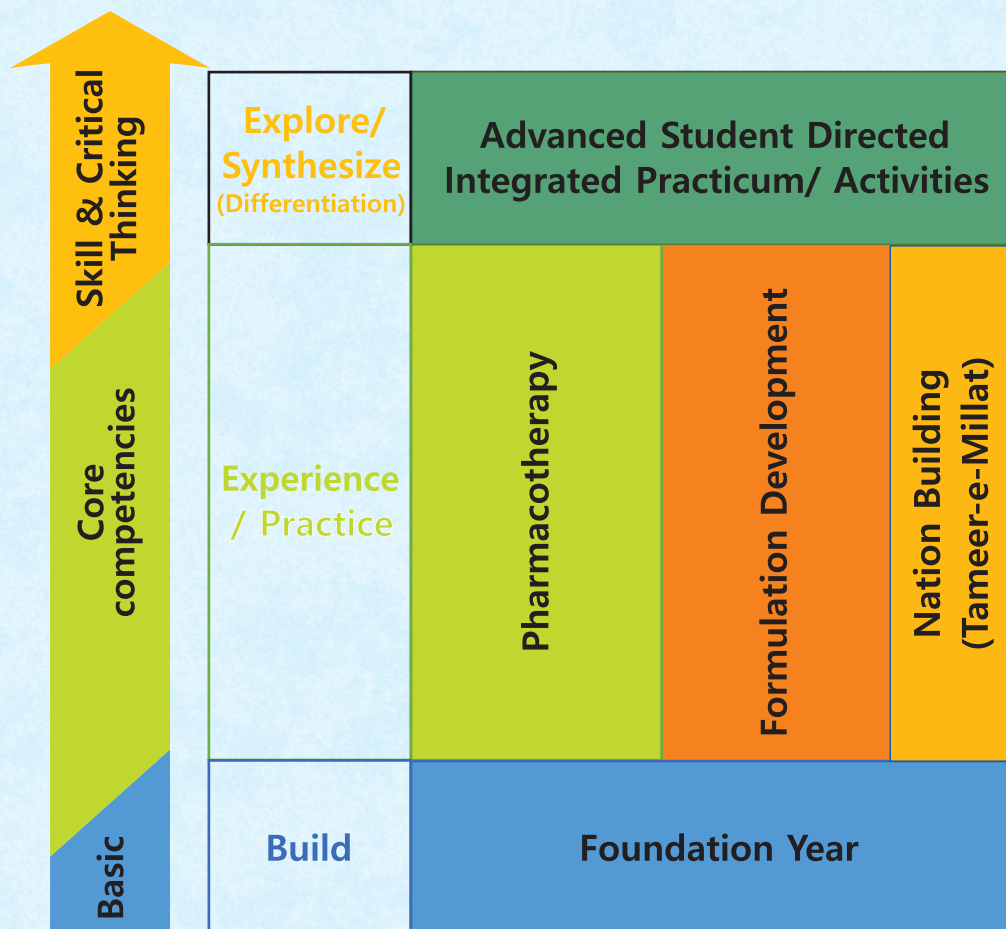 Skill & Critical
Thinking
Explore/
Synthesize
(Differentiation)
Advanced Student Directed
Integrated Practicum/ Activities
Core
competencies
Experience
/ Practice
Pharmacotherapy
Formulation Development
Nation Building
(Tameer-e-Millat)
Basic
Build
Foundation Year